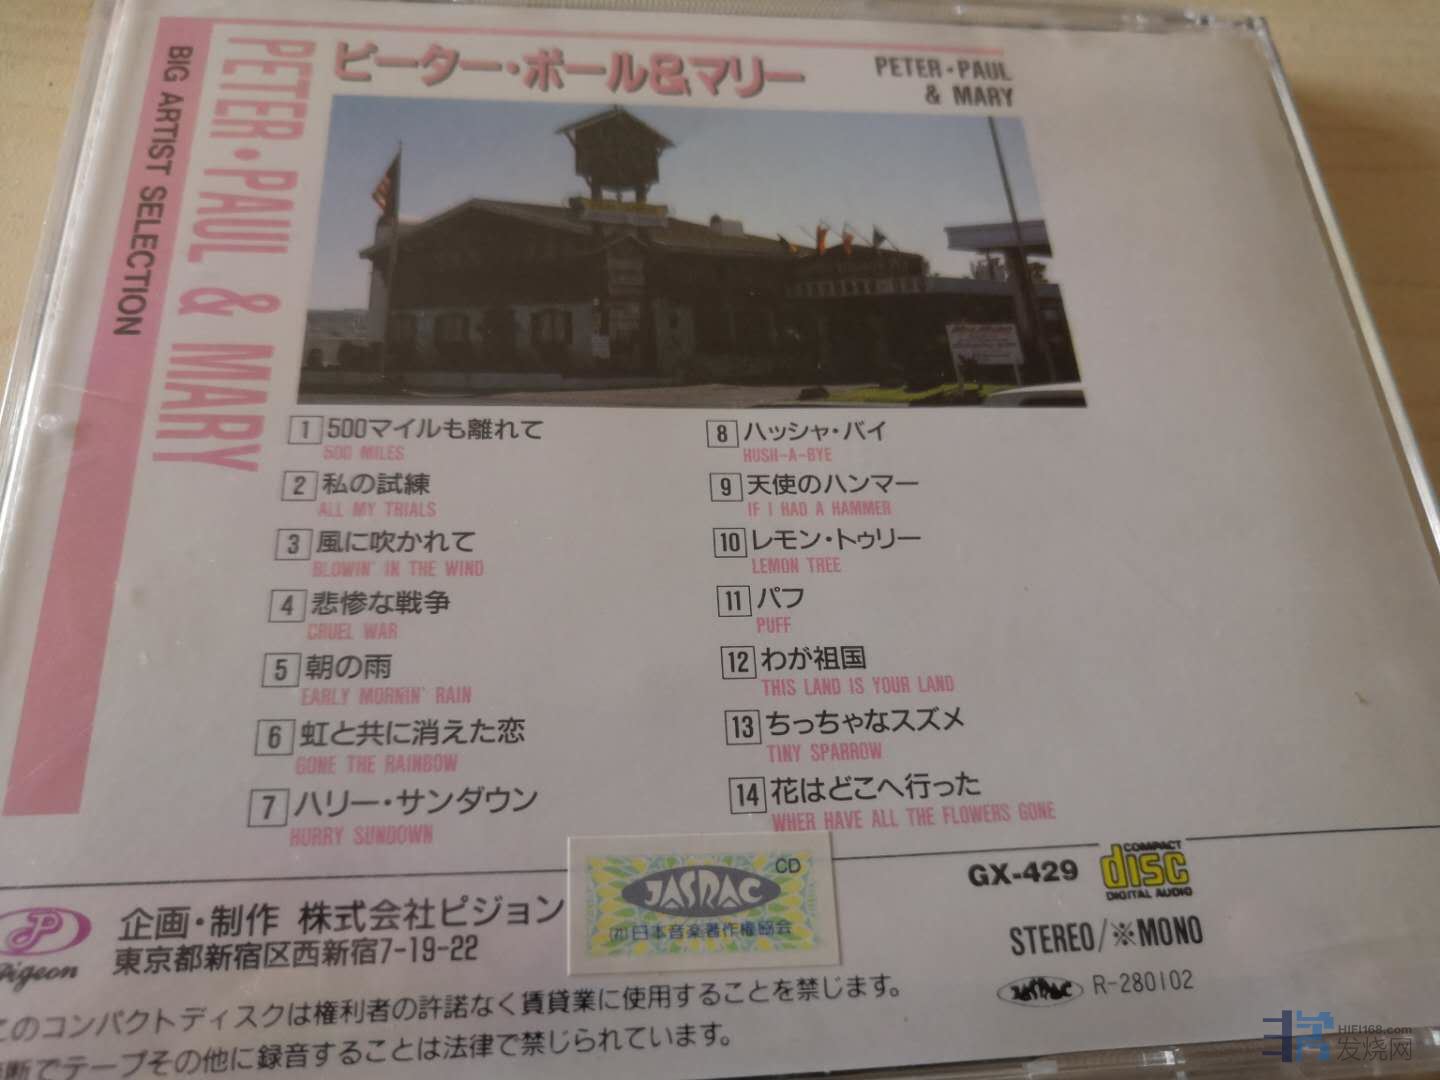 BIG ARTIST SELECTION
PETER・PAUL & MARY
ピーター・ポール&マリー
PETER・PAUL
& MARY
1 500マイルも離れて
500 MILES
2 私の試練
ALL MY TRIALS
3 風に吹かれて
BLOWIN' IN THE WIND
4 悲惨な戦争
CRUEL WAR
5 朝の雨
EARLY MORNIN' RAIN
6 虹と共に消えた恋
GONE THE RAINBOW
7 ハリー・サンダウン
HURRY SUNDOWN
8 ハッシャ・バイ
HUSH-A-BYE
9 天使のハンマー
IF I HAD A HAMMER
10 レモン・トゥリー
LEMON TREE
11 パフ
PUFF
12 わが祖国
THIS LAND IS YOUR LAND
13 ちっちゃなスズメ
TINY SPARROW
14 花はどこへ行った
WHER HAVE ALL THE FLOWERS GONE
Pigeon
企画・制作 株式会社ピジョン
東京都新宿区西新宿7-19-22
CD
JASRAC
(社)日本音楽著作権協会
GX-429
COMPACT
disc
DIGITAL AUDIO
STEREO/※MONO
JASRAC R-280102
このコンパクトディスクは権利者の許諾なく賃貸業に使用することを禁じます。
断でテープその他に録音することは法律で禁じられています。
HIFI168.com
发烧网